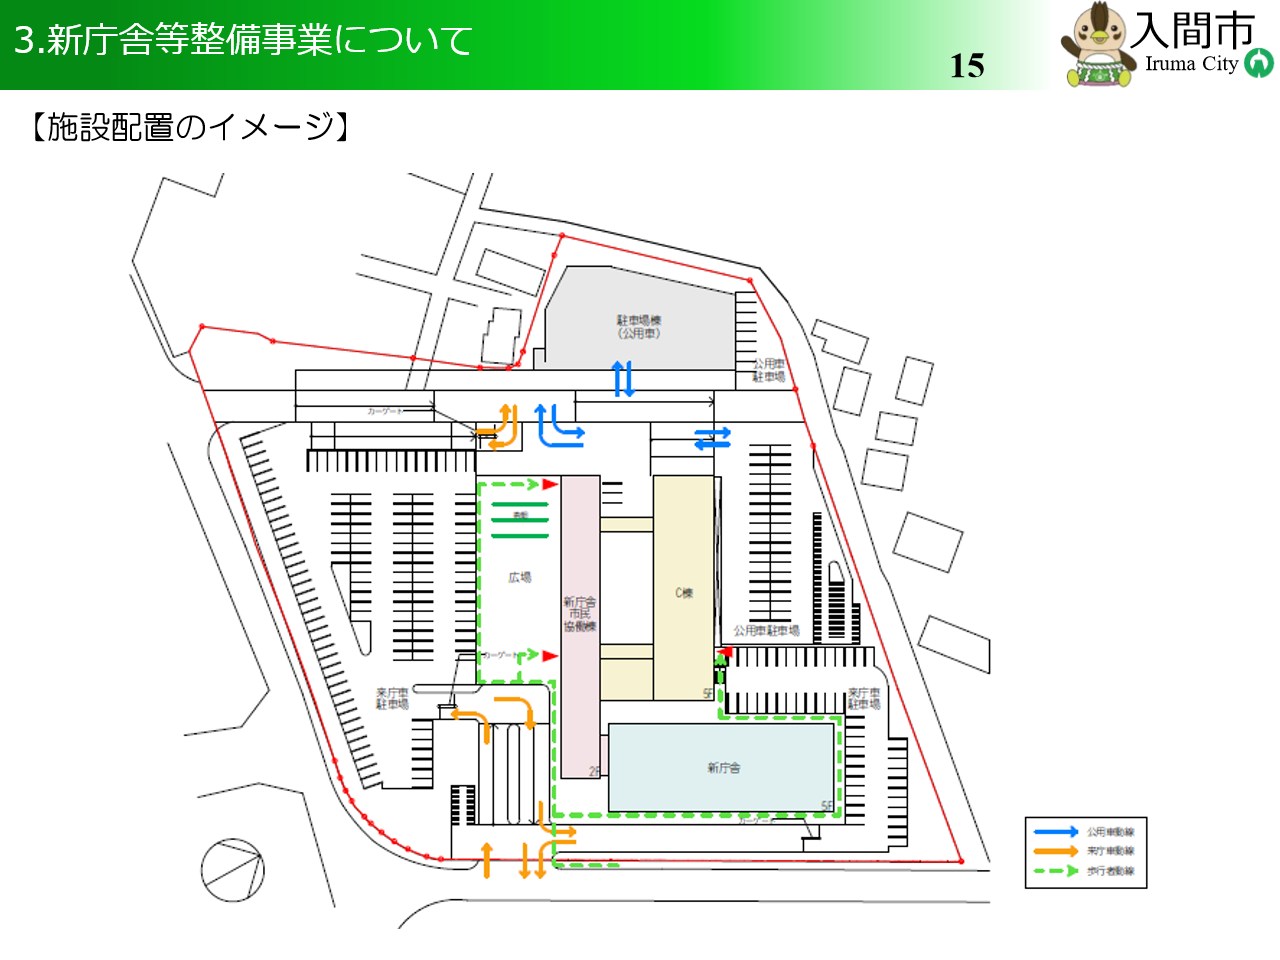 3.新庁舎等整備事業について
15
入間市
Iruma City
【施設配置のイメージ】
駐車場棟
（公用車）
公用車
駐車場
カーゲート
広場
新庁舎
市民
協働棟
C棟
公用車駐車場
カーゲート
来庁車
駐車場
5F
来庁車
駐車場
新庁舎
2F
5F
カーゲート
公用車動線
来庁車動線
歩行者動線